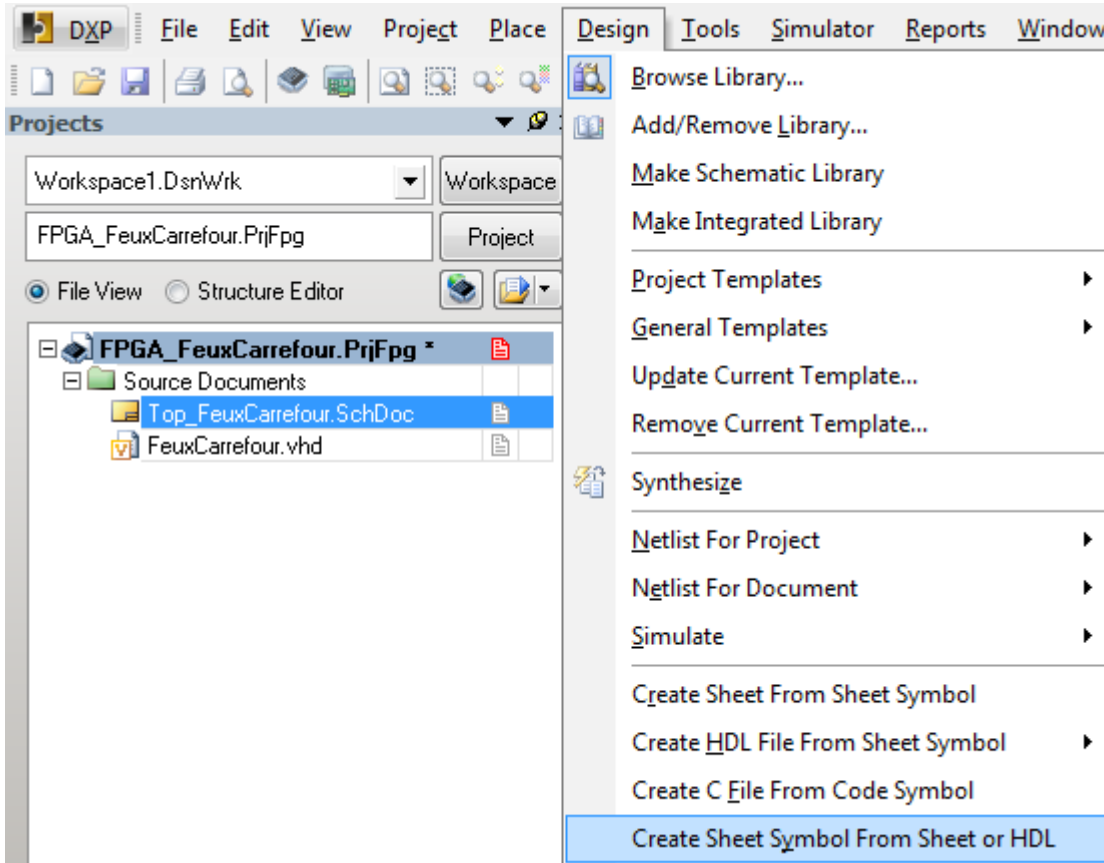 DXP File Edit View Project Place Design Tools Simulator Reports Window
Projects
Workspace1.DsnWrk Workspace
FPGA_FeuxCarrefour.PrjFpg Project
File View Structure Editor
FPGA_FeuxCarrefour.PrjFpg *
Source Documents
Top_FeuxCarrefour.SchDoc
FeuxCarrefour.vhd
Browse Library...
Add/Remove Library...
Make Schematic Library
Make Integrated Library
Project Templates
General Templates
Update Current Template...
Remove Current Template...
Synthesize
Netlist For Project
Netlist For Document
Simulate
Create Sheet From Sheet Symbol
Create HDL File From Sheet Symbol
Create C File From Code Symbol
Create Sheet Symbol From Sheet or HDL